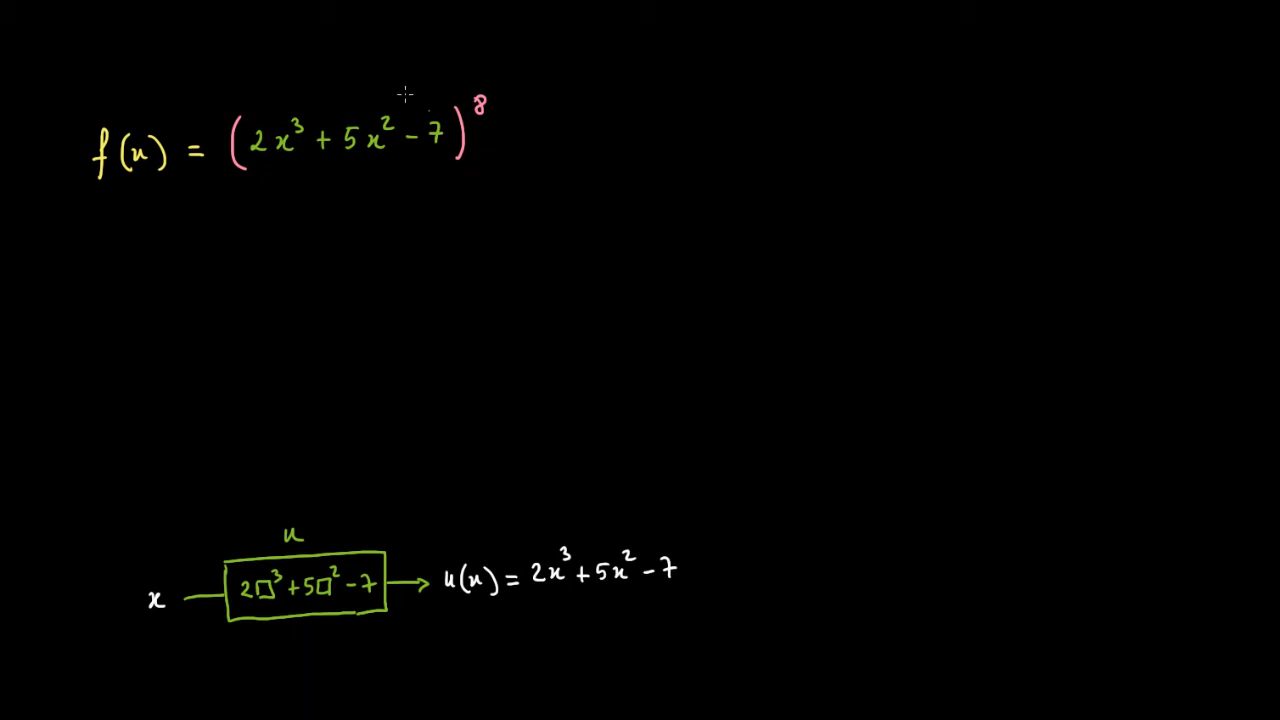 f(x) = (2x³ + 5x² - 7)⁸
u
x 2□³ + 5□² - 7 u(x) = 2x³ + 5x² - 7